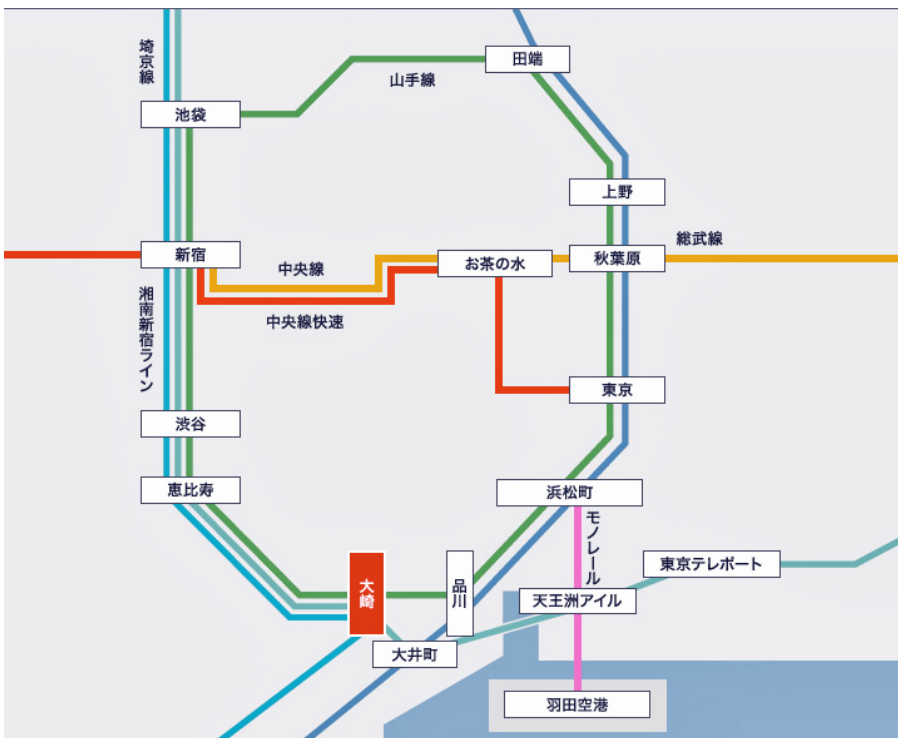 埼京線
田端
山手線
池袋
上野
新宿
中央線
お茶の水
秋葉原
総武線
中央線快速
湘南新宿ライン
東京
渋谷
恵比寿
浜松町
モノレール
大崎
品川
東京テレポート
天王洲アイル
大井町
羽田空港